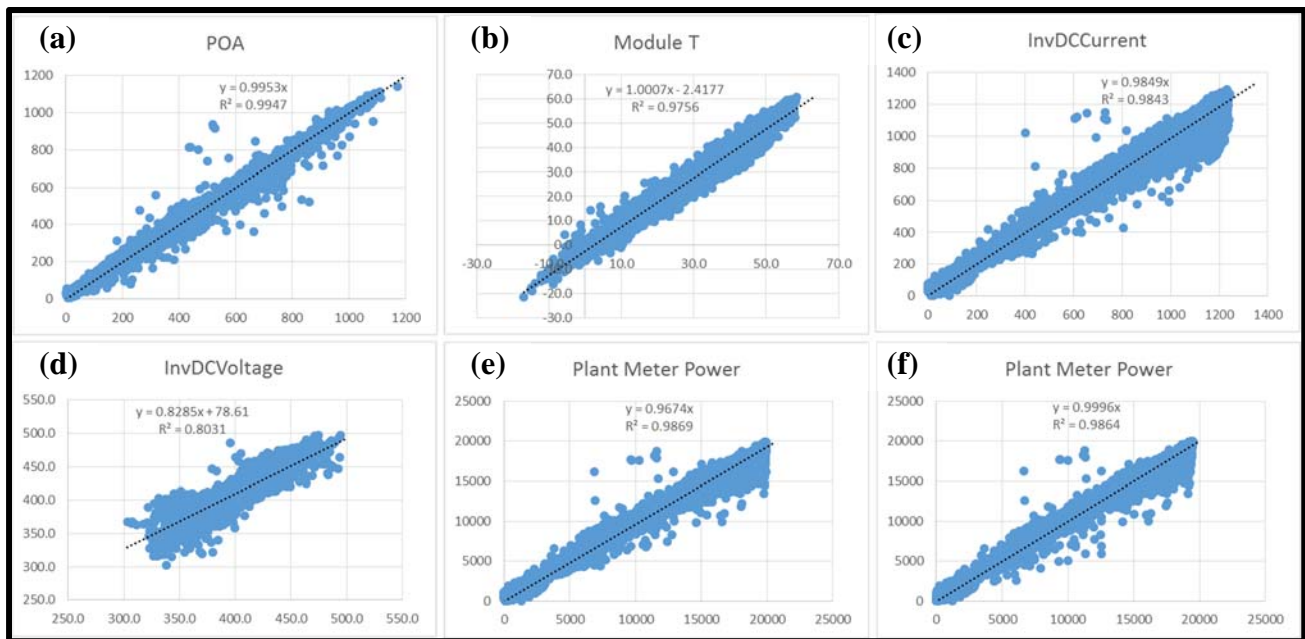 (a)
POA
y = 0.9953x
R² = 0.9947
1200
1000
800
600
400
200
0
0 200 400 600 800 1000 1200
(b)
Module T
y = 1.0007x - 2.4177
R² = 0.9756
70.0
60.0
50.0
40.0
30.0
20.0
10.0
0.0
-10.0
-20.0
-30.0
-30.0 -10.0 10.0 30.0 50.0 70.0
(c)
InvDCCurrent
y = 0.9849x
R² = 0.9843
1400
1200
1000
800
600
400
200
0
0 200 400 600 800 1000 1200 1400
(d)
InvDCVoltage
y = 0.8285x + 78.61
R² = 0.8031
550.0
500.0
450.0
400.0
350.0
300.0
250.0
250.0 300.0 350.0 400.0 450.0 500.0 550.0
(e)
Plant Meter Power
y = 0.9674x
R² = 0.9869
25000
20000
15000
10000
5000
0
0 5000 10000 15000 20000 25000
(f)
Plant Meter Power
y = 0.9996x
R² = 0.9864
25000
20000
15000
10000
5000
0
0 5000 10000 15000 20000 25000